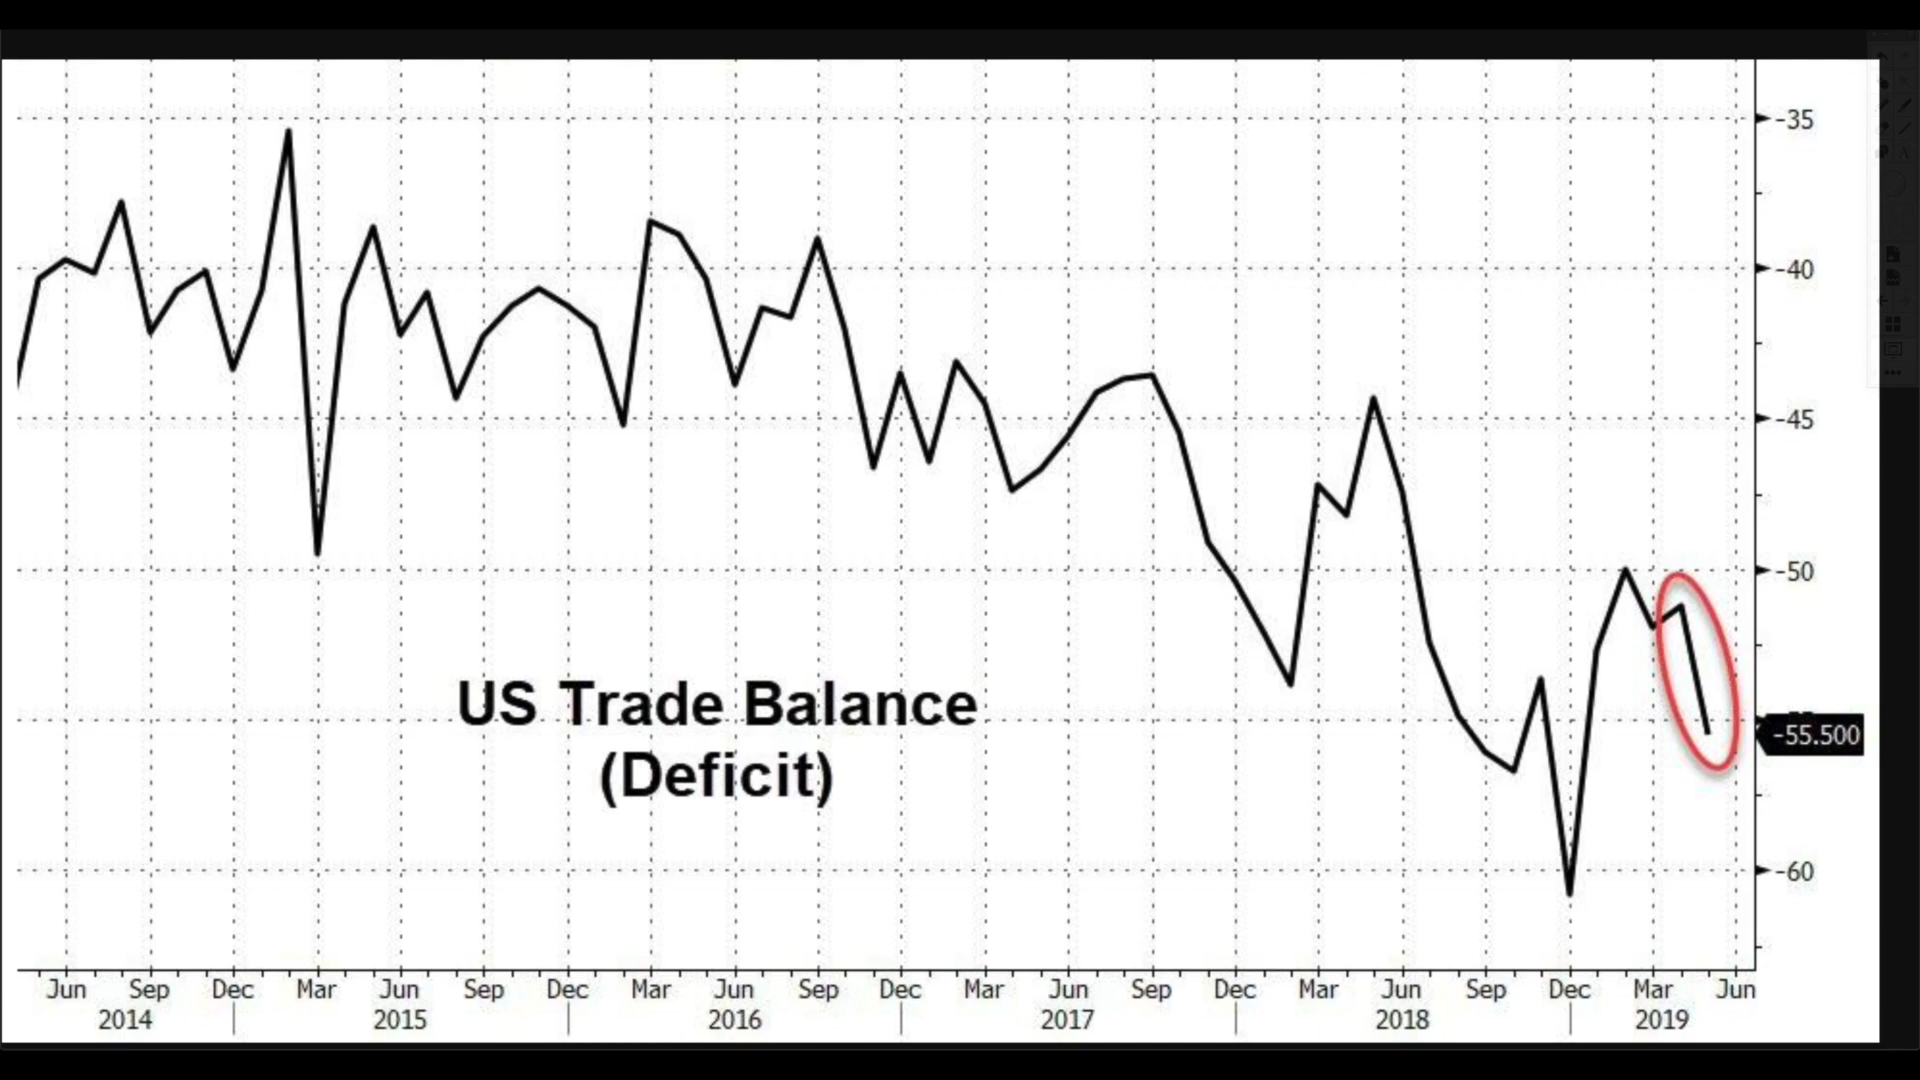 -35
-40
-45
-50
US Trade Balance
(Deficit)
-55.500
-60
Jun Sep Dec Mar Jun Sep Dec Mar Jun Sep Dec Mar Jun Sep Dec Mar Jun Sep Dec Mar Jun
2014 2015 2016 2017 2018 2019